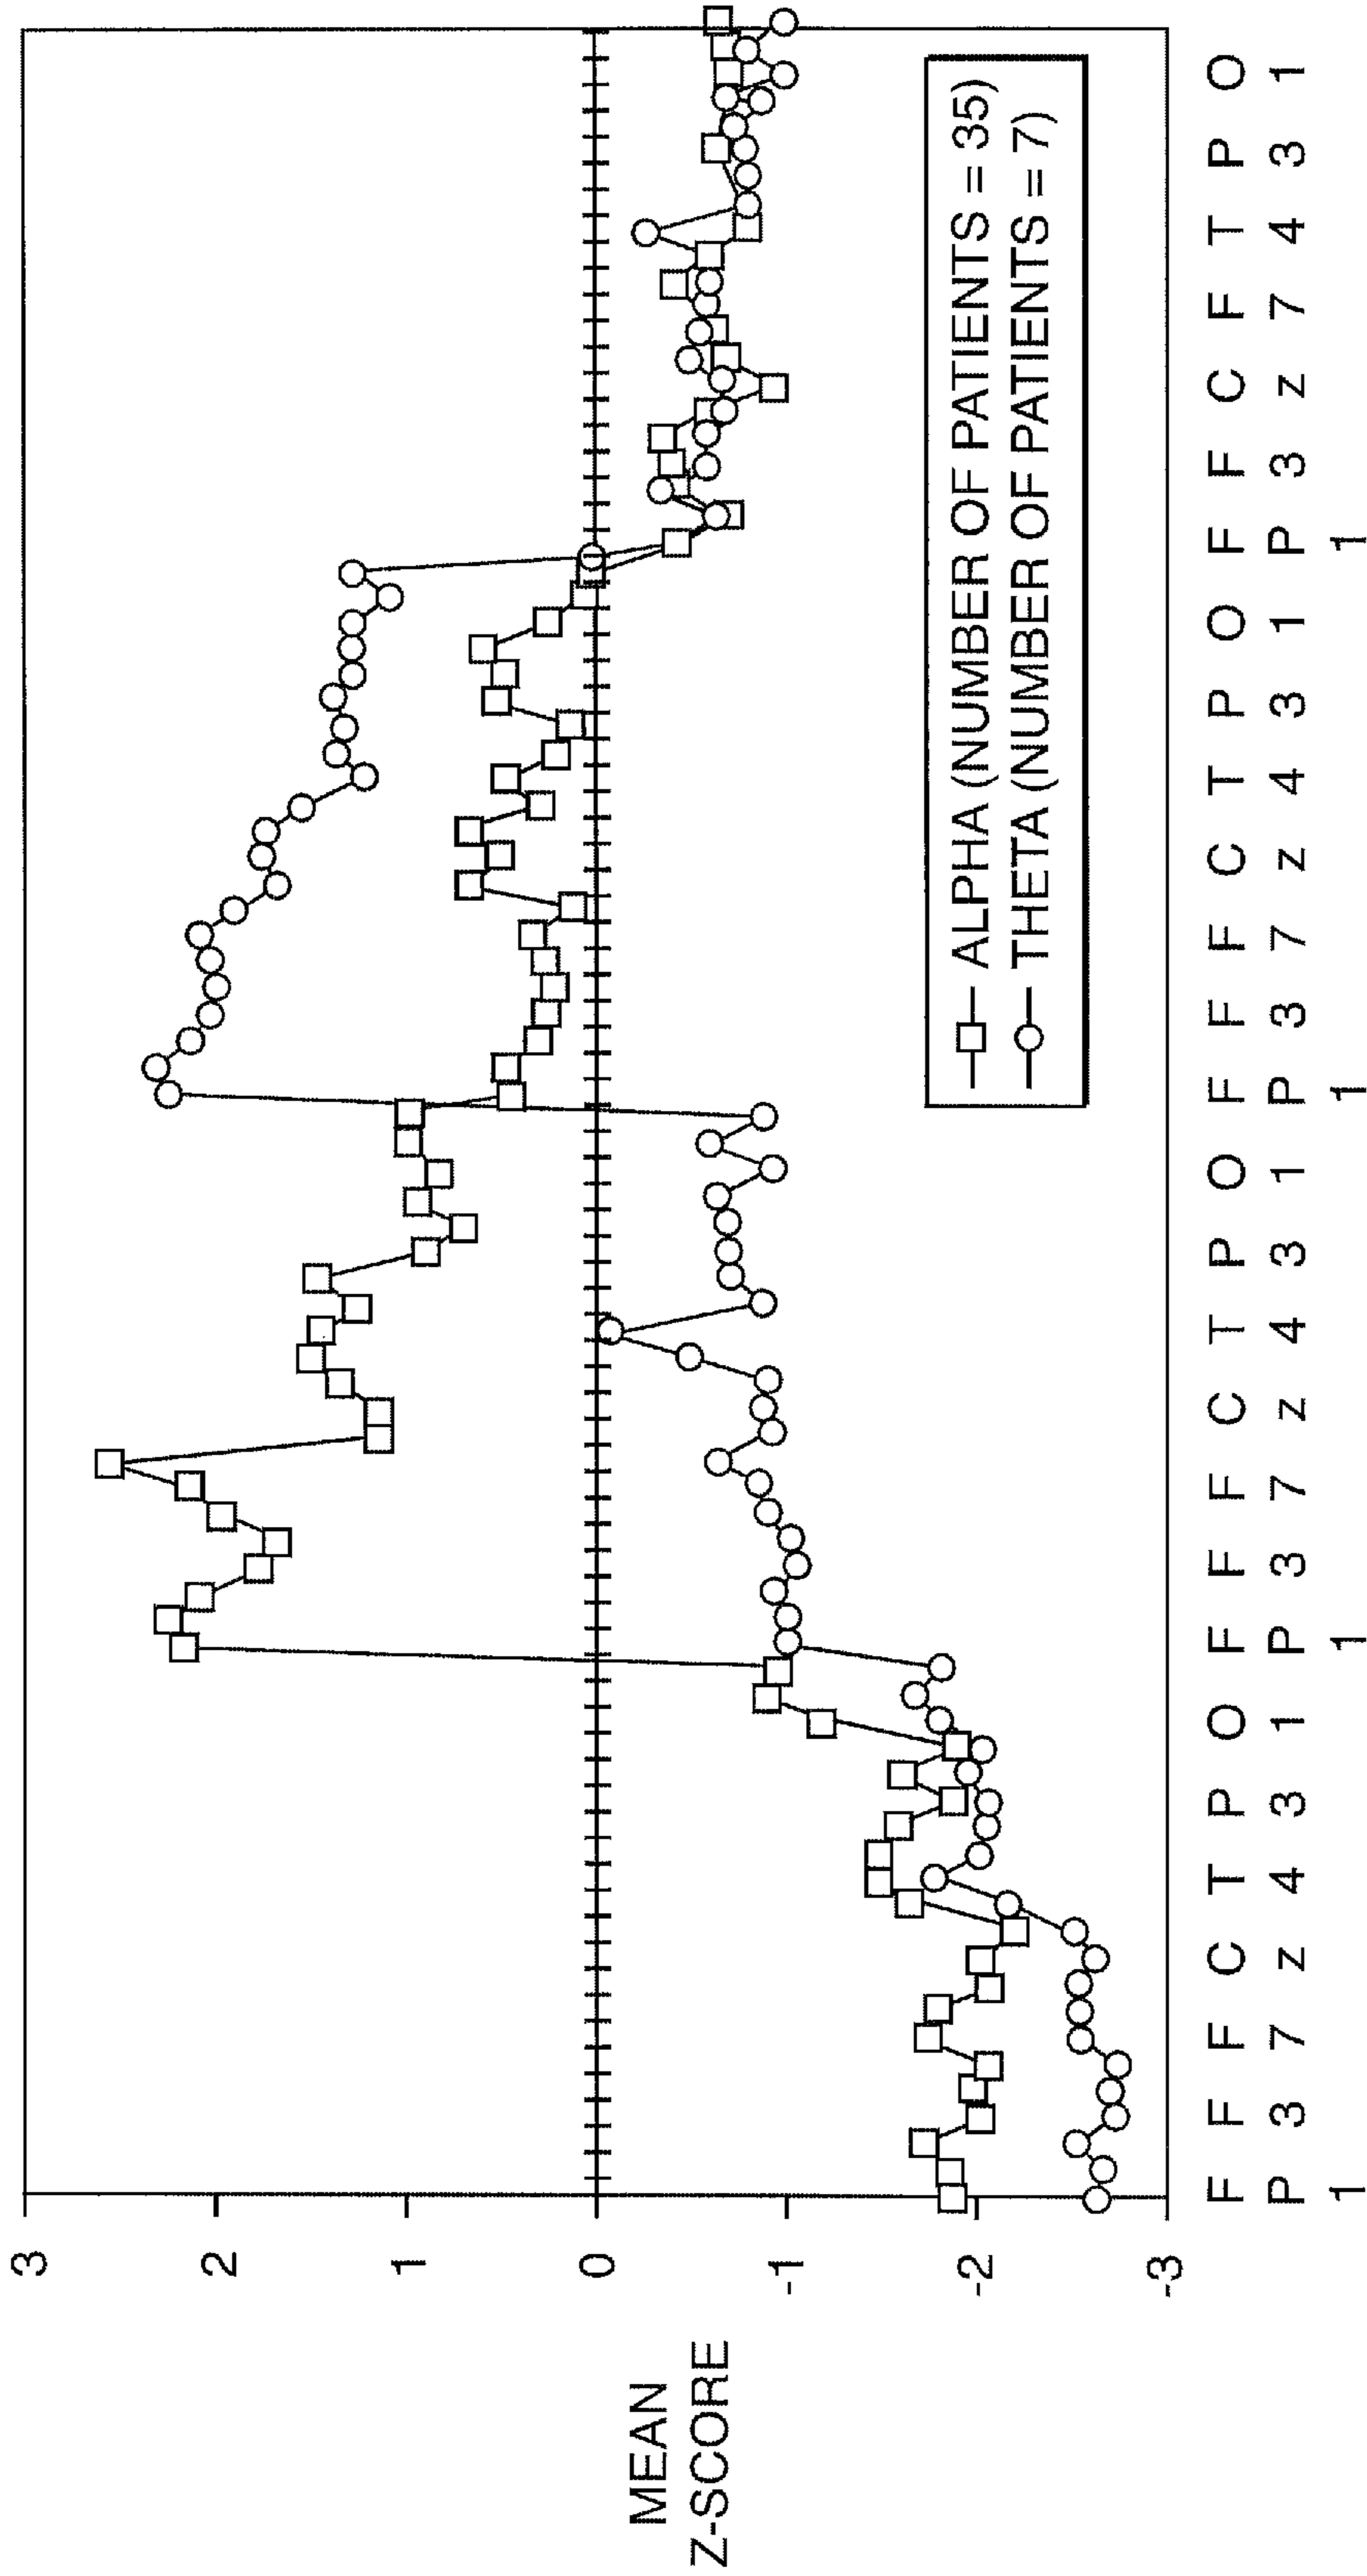 3
2
1
0
-1
-2
-3
MEAN
Z-SCORE
ALPHA (NUMBER OF PATIENTS = 35)
THETA (NUMBER OF PATIENTS = 7)
F F F C T P O F F F C T P O F F F C T P O F F C F T P O
P 3 7 z 4 3 1 P 3 7 z 4 3 1 P 3 7 z 4 3 1 P 3 z 7 4 3 1
1 1 1 1